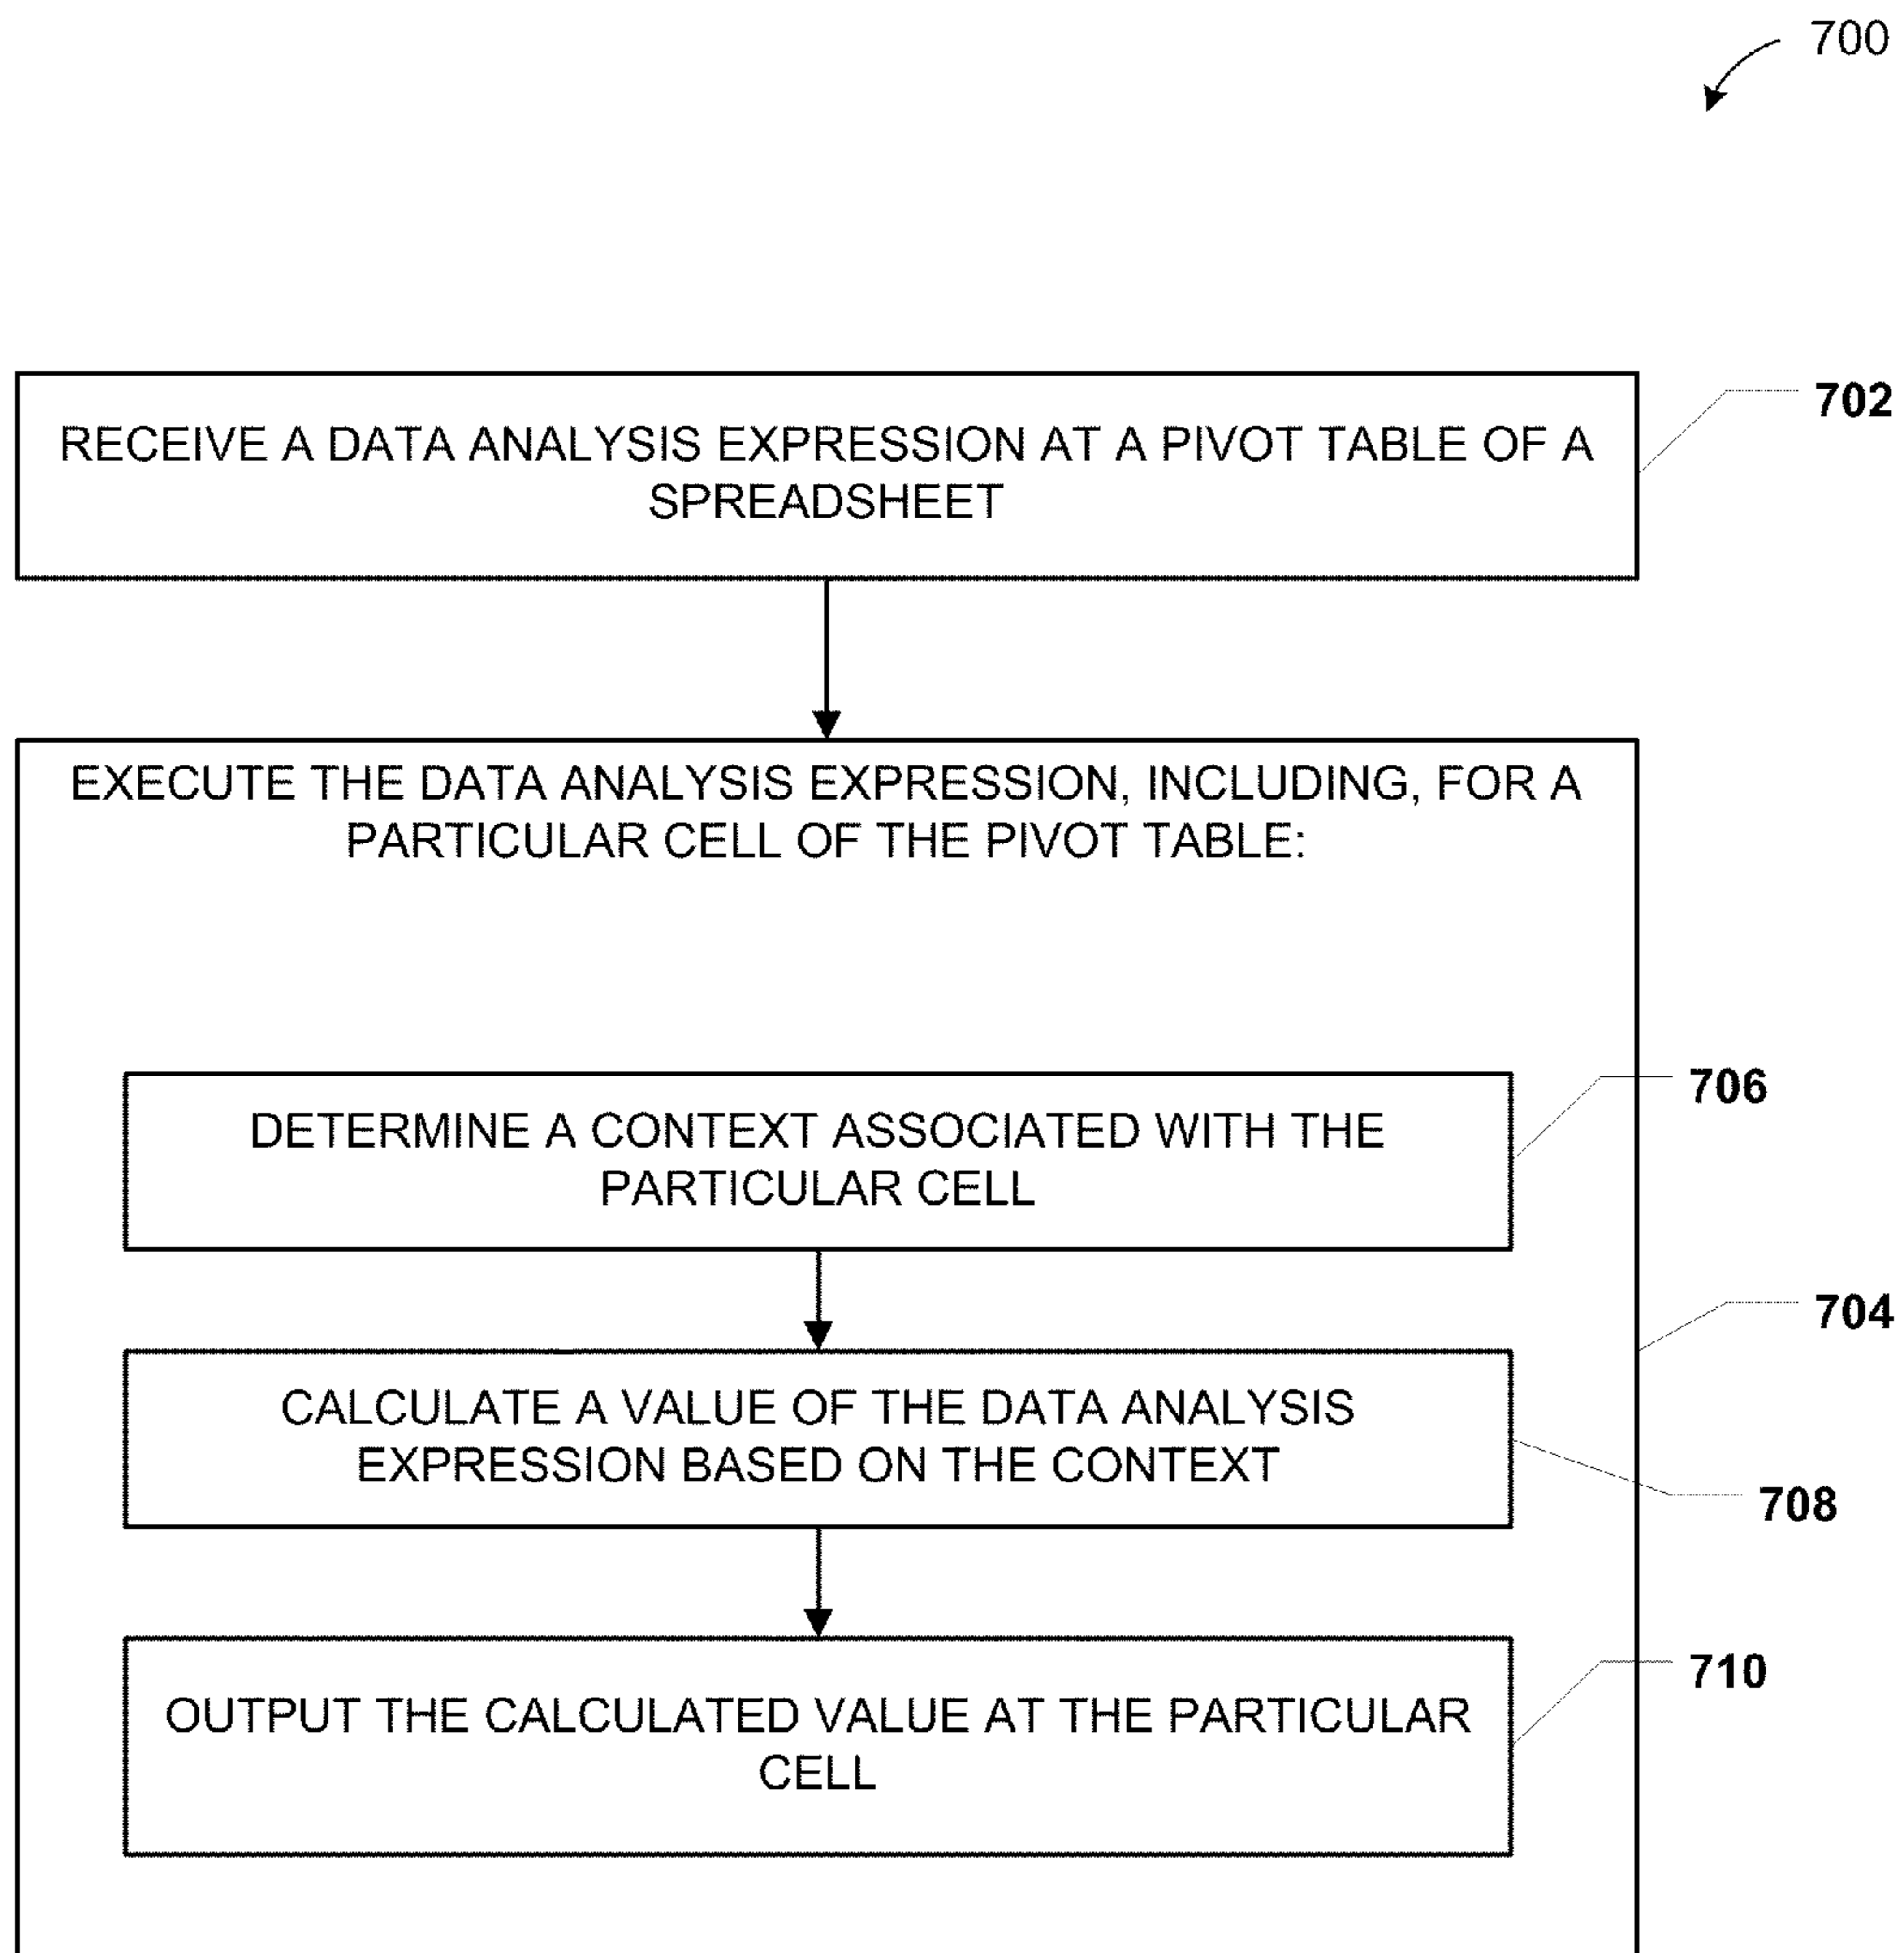 700
RECEIVE A DATA ANALYSIS EXPRESSION AT A PIVOT TABLE OF A
SPREADSHEET
702
EXECUTE THE DATA ANALYSIS EXPRESSION, INCLUDING, FOR A
PARTICULAR CELL OF THE PIVOT TABLE:
DETERMINE A CONTEXT ASSOCIATED WITH THE
PARTICULAR CELL
706
704
CALCULATE A VALUE OF THE DATA ANALYSIS
EXPRESSION BASED ON THE CONTEXT
708
OUTPUT THE CALCULATED VALUE AT THE PARTICULAR
CELL
710